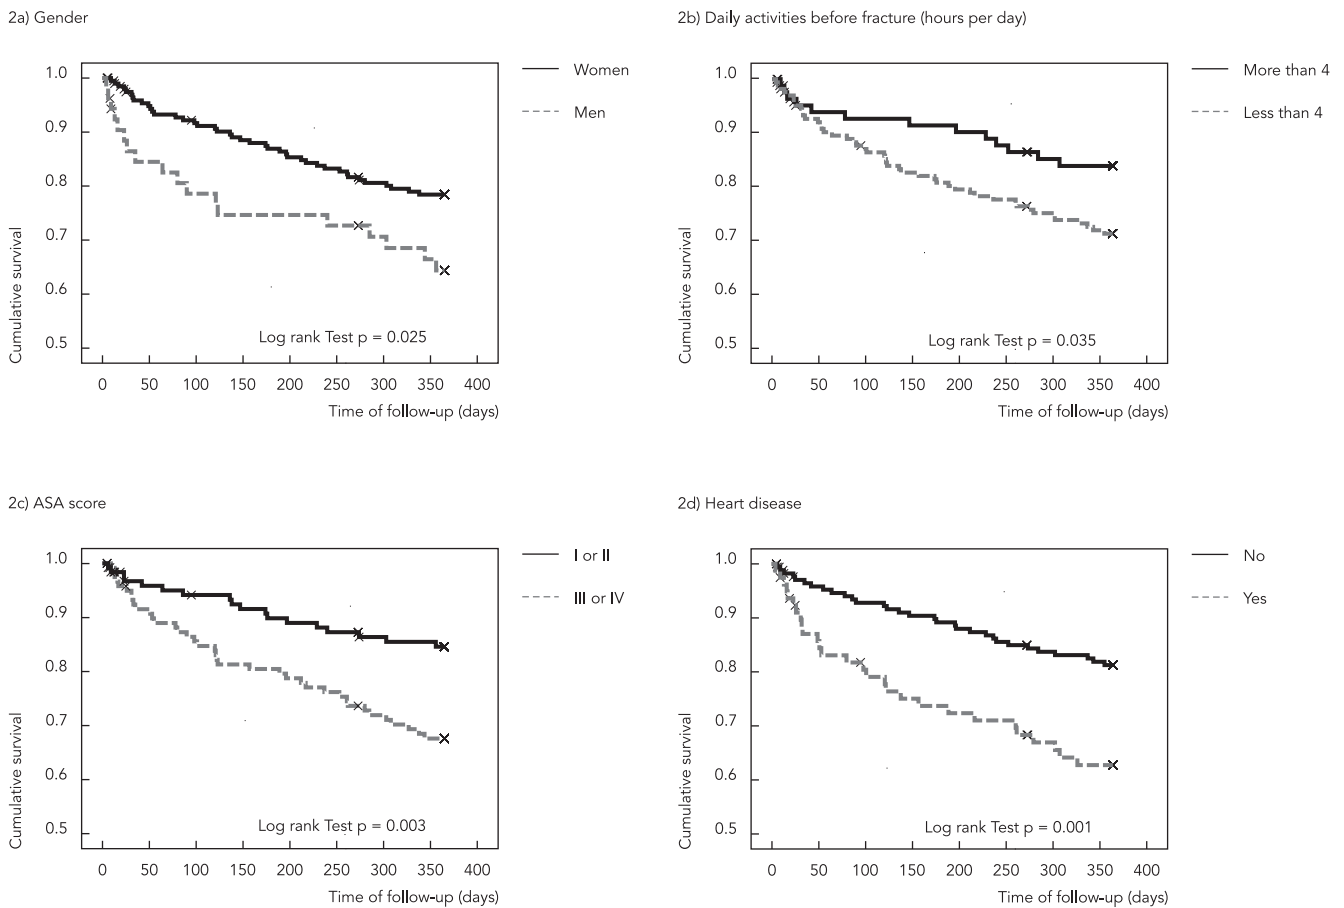 2a) Gender
1.0
0.9
0.8
0.7
0.6
0.5
Cumulative survival
0 50 100 150 200 250 300 350 400
Time of follow-up (days)
Log rank Test p = 0.025
Women
Men
2b) Daily activities before fracture (hours per day)
1.0
0.9
0.8
0.7
0.6
0.5
Cumulative survival
0 50 100 150 200 250 300 350 400
Time of follow-up (days)
Log rank Test p = 0.035
More than 4
Less than 4
2c) ASA score
1.0
0.9
0.8
0.7
0.6
0.5
Cumulative survival
0 50 100 150 200 250 300 350 400
Time of follow-up (days)
Log rank Test p = 0.003
I or II
III or IV
2d) Heart disease
1.0
0.9
0.8
0.7
0.6
0.5
Cumulative survival
0 50 100 150 200 250 300 350 400
Time of follow-up (days)
Log rank Test p = 0.001
No
Yes